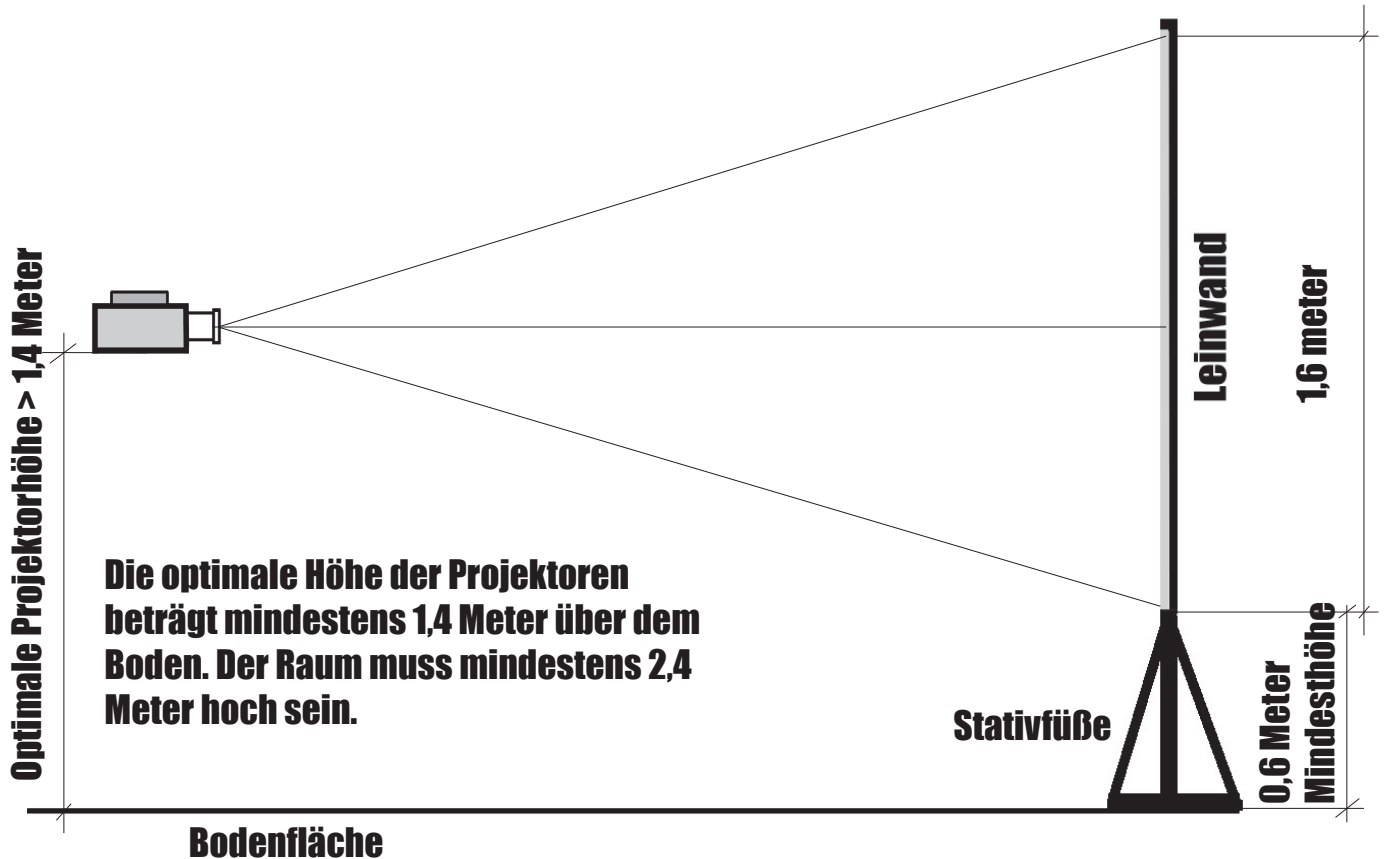 Optimale Projektorhöhe > 1,4 Meter
Die optimale Höhe der Projektoren
beträgt mindestens 1,4 Meter über dem
Boden. Der Raum muss mindestens 2,4
Meter hoch sein.
Leinwand
1,6 meter
Stativfüße
0,6 Meter
Mindesthöhe
Bodenfläche